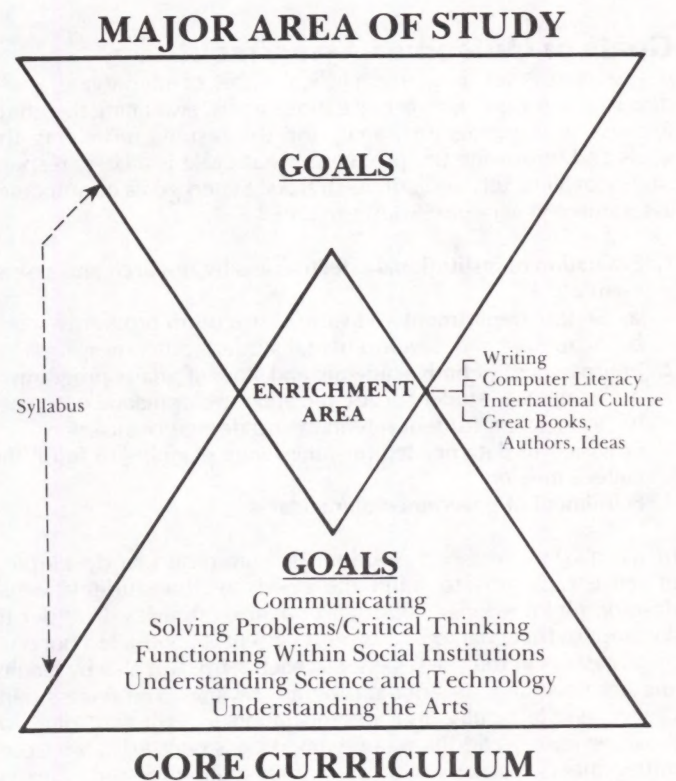 MAJOR AREA OF STUDY
GOALS
Syllabus
ENRICHMENT
AREA
Writing
Computer Literacy
International Culture
Great Books,
Authors, Ideas
GOALS
Communicating
Solving Problems/Critical Thinking
Functioning Within Social Institutions
Understanding Science and Technology
Understanding the Arts
CORE CURRICULUM